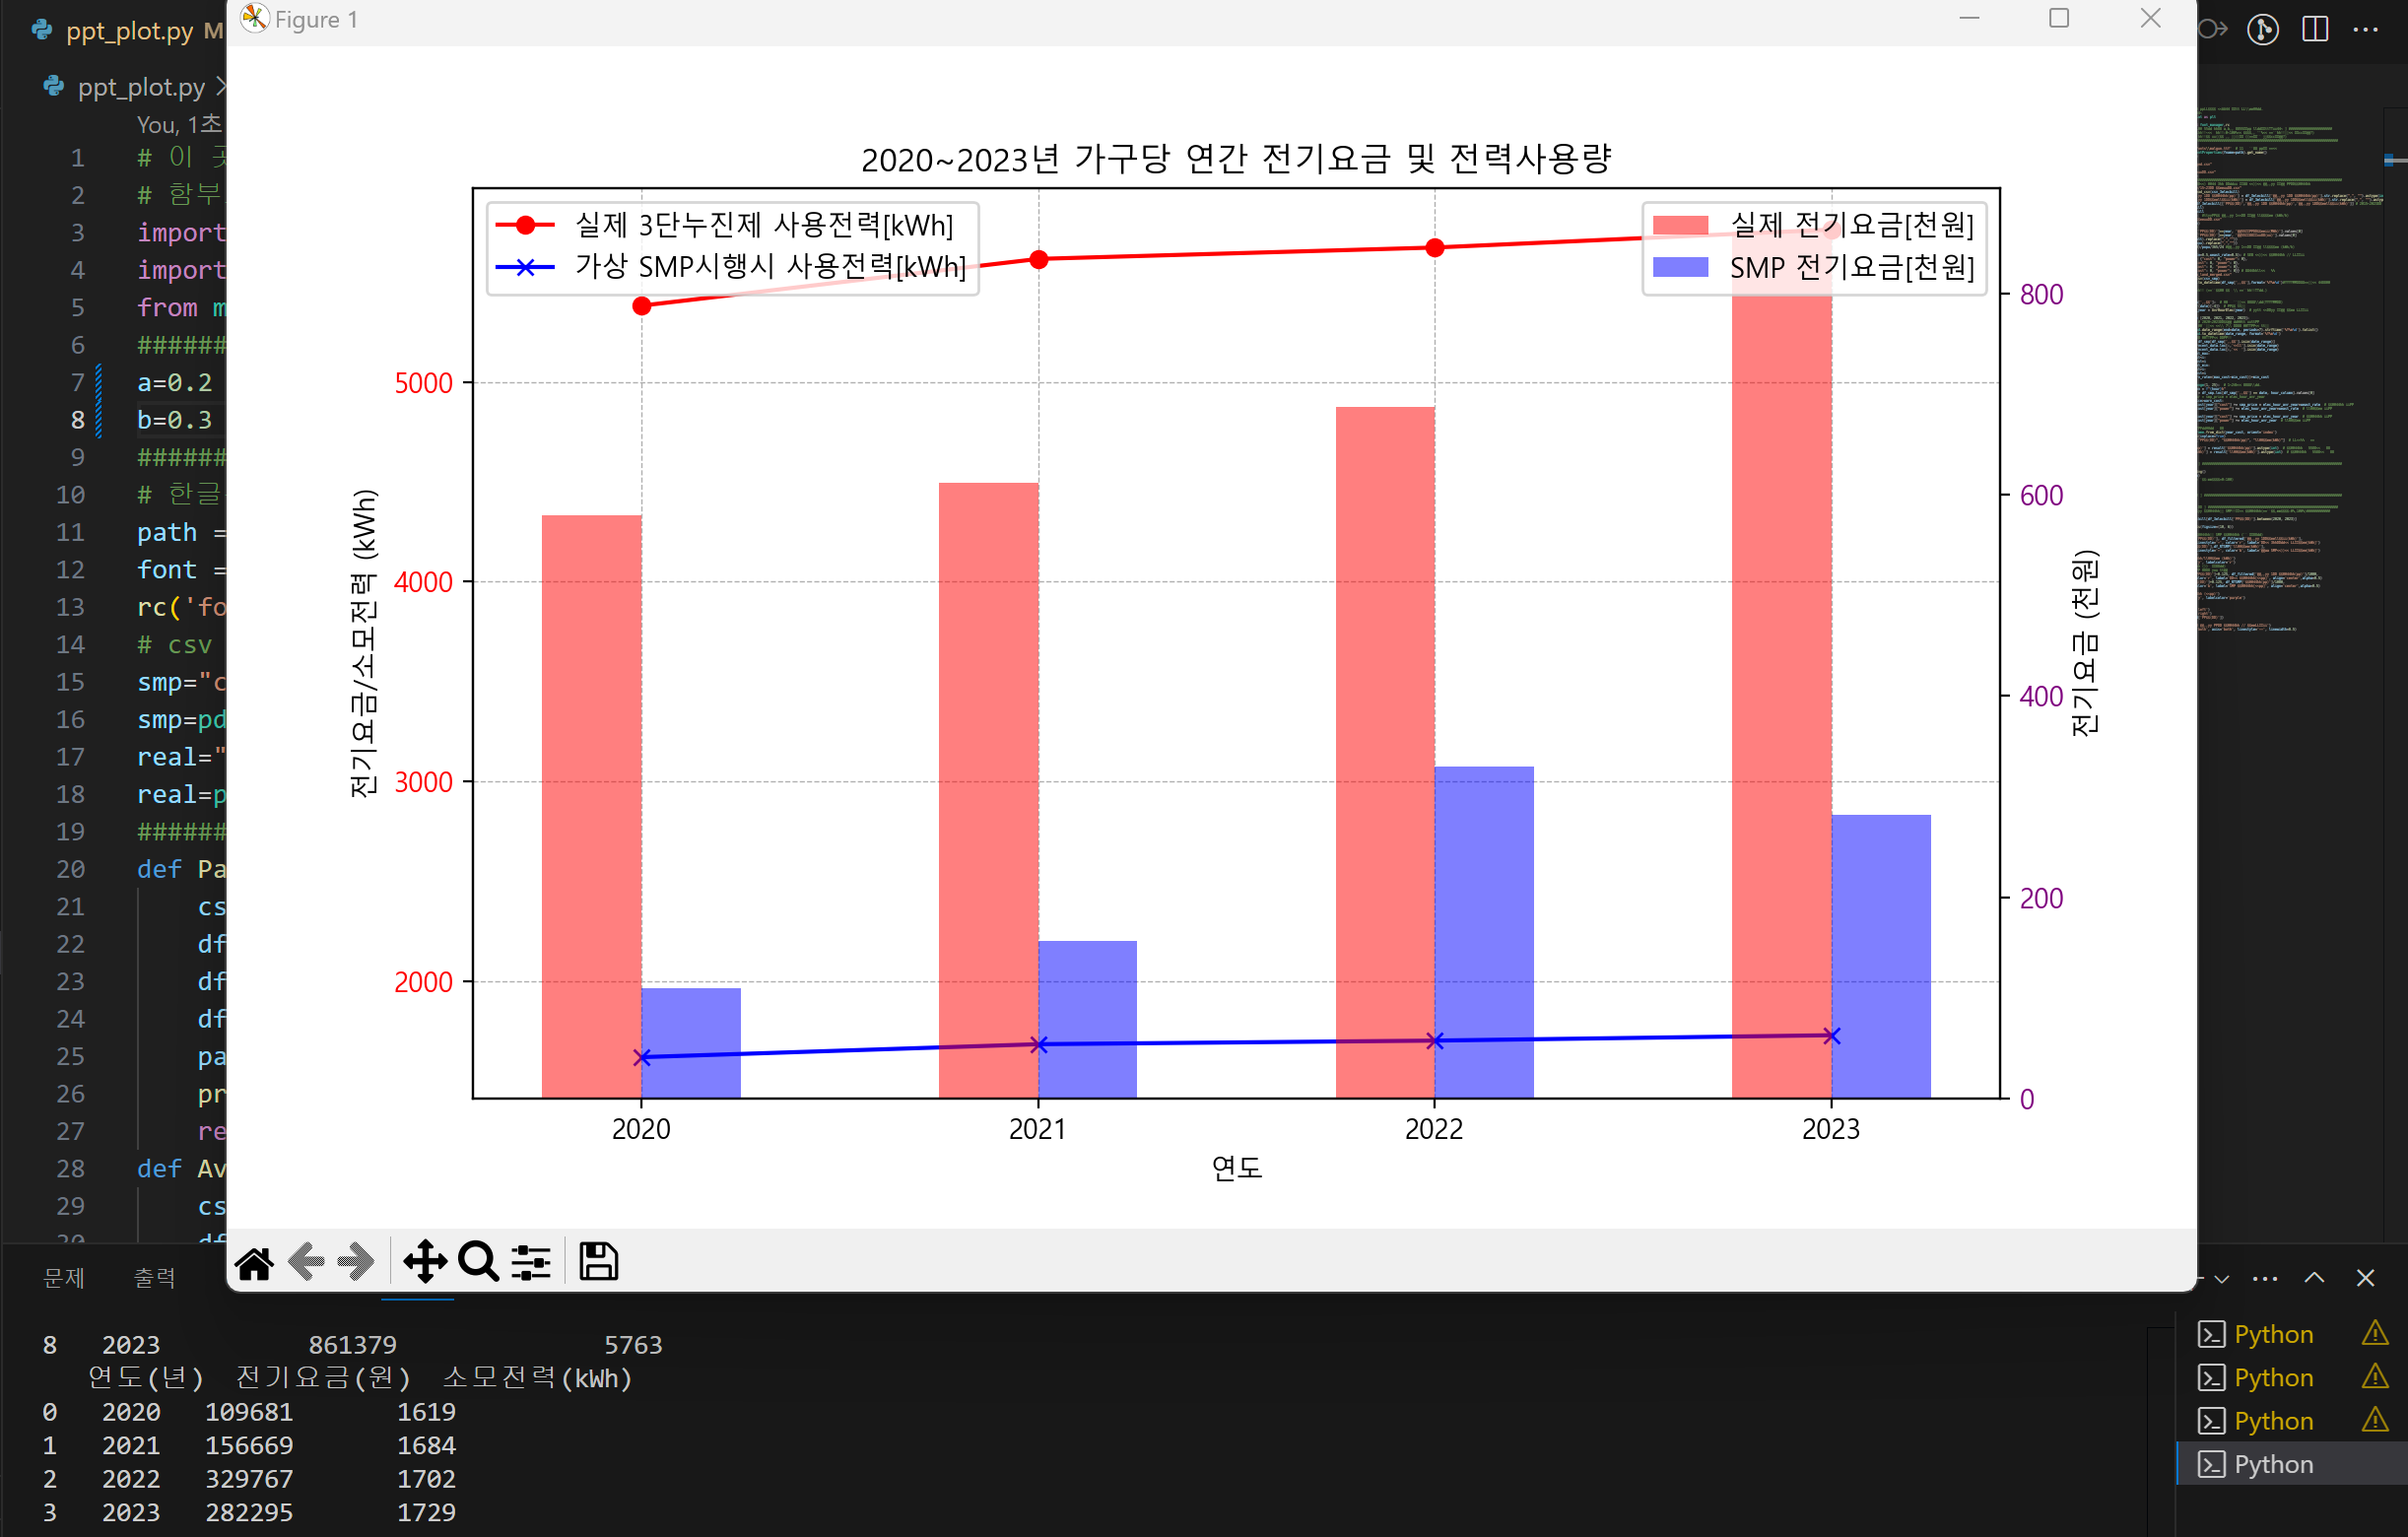 ppt_plot.py M
Figure 1
ppt_plot.py
You, 1초
1 # 이
2 # 함부
3 import
4 import
5 from m
6 #######
7 a=0.2
8 b=0.3
9 #######
10 # 한글
11 path =
12 font =
13 rc('fo
14 # csv
15 smp="c
16 smp=pd
17 real="
18 real=p
19 #######
20 def Pa
21 cs
22 df
23 df
24 df
25 pa
26 pr
27 re
28 def Av
29 cs
30 df
2020~2023년 가구당 연간 전기요금 및 전력사용량
실제 3단누진제 사용전력[kWh]
가상 SMP시행시 사용전력[kWh]
실제 전기요금[천원]
SMP 전기요금[천원]
전기요금/소모전력 (kWh)
5000
4000
3000
2000
800
600
400
200
0
전기요금 (천원)
2020 2021 2022 2023
연도
문제 출력
8 2023 861379 5763
연도(년) 전기요금(원) 소모전력(kWh)
0 2020 109681 1619
1 2021 156669 1684
2 2022 329767 1702
3 2023 282295 1729
Python
Python
Python
Python